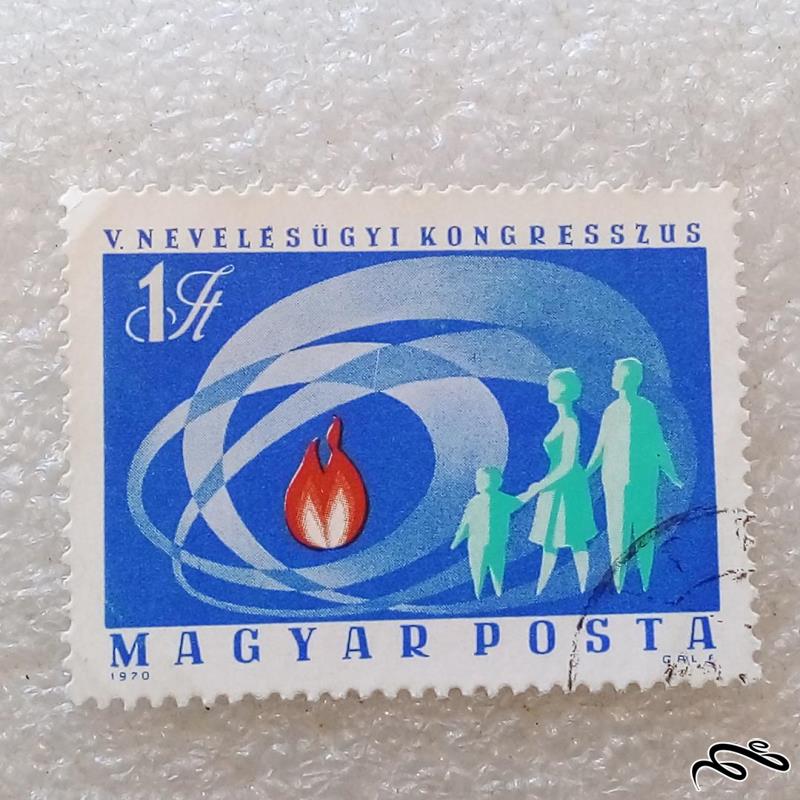 V. NEVELÉSÜGYI KONGRESSZUS
1 Ft
MAGYAR POSTA
1970
GÁL F.